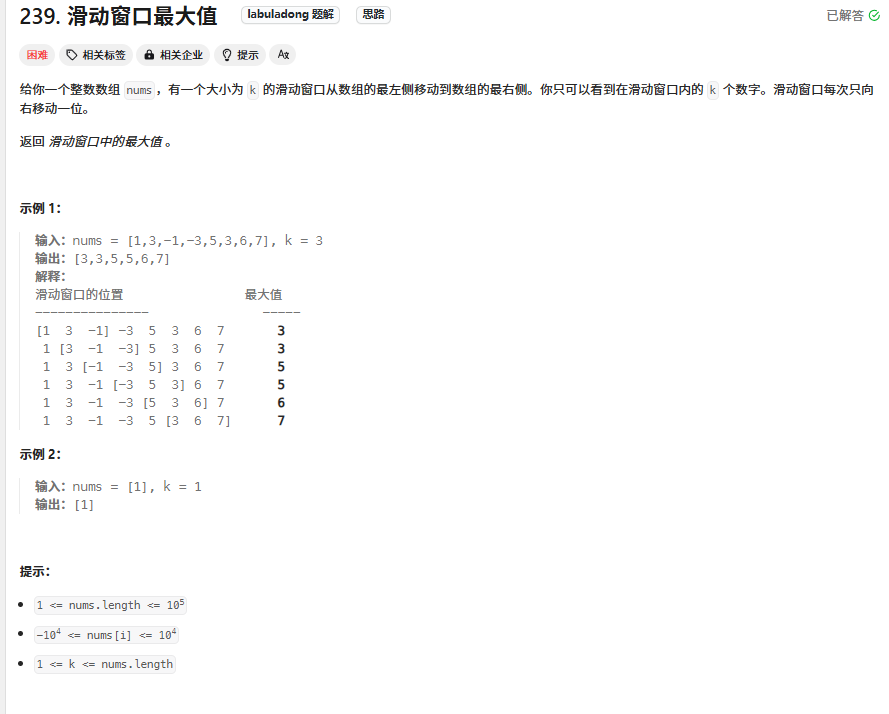 239. 滑动窗口最大值 labuladong 题解 思路 已解答
困难 相关标签 相关企业 提示 Az
给你一个整数数组 nums，有一个大小为 k 的滑动窗口从数组的最左侧移动到数组的最右侧。你只可以看到在滑动窗口内的 k 个数字。滑动窗口每次只向
右移动一位。
返回 滑动窗口中的最大值 。
示例 1：
输入：nums = [1,3,-1,-3,5,3,6,7], k = 3
输出：[3,3,5,5,6,7]
解释：
滑动窗口的位置 最大值
--------------- -----
[1 3 -1] -3 5 3 6 7 3
1 [3 -1 -3] 5 3 6 7 3
1 3 [-1 -3 5] 3 6 7 5
1 3 -1 [-3 5 3] 6 7 5
1 3 -1 -3 [5 3 6] 7 6
1 3 -1 -3 5 [3 6 7] 7
示例 2：
输入：nums = [1], k = 1
输出：[1]
提示：
• 1 <= nums.length <= 10⁵
• -10⁴ <= nums[i] <= 10⁴
• 1 <= k <= nums.length